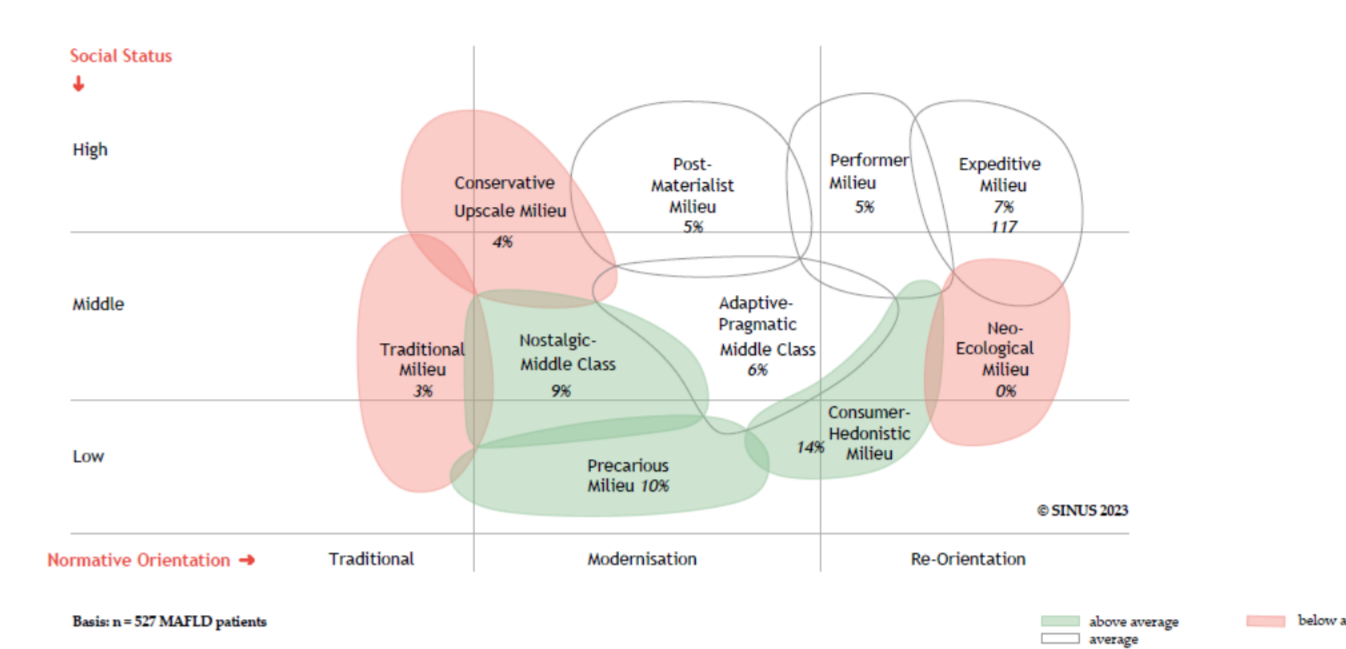 Social Status
↓
High
Middle
Low
Conservative
Upscale Milieu
4%
Post-
Materialist
Milieu
5%
Performer
Milieu
5%
Expeditive
Milieu
7%
117
Traditional
Milieu
3%
Nostalgic-
Middle Class
9%
Adaptive-
Pragmatic
Middle Class
6%
Neo-
Ecological
Milieu
0%
Consumer-
Hedonistic
Milieu
14%
Precarious
Milieu 10%
© SINUS 2023
Normative Orientation →
Traditional
Modernisation
Re-Orientation
Basis: n = 527 MAFLD patients
above average
average
below a